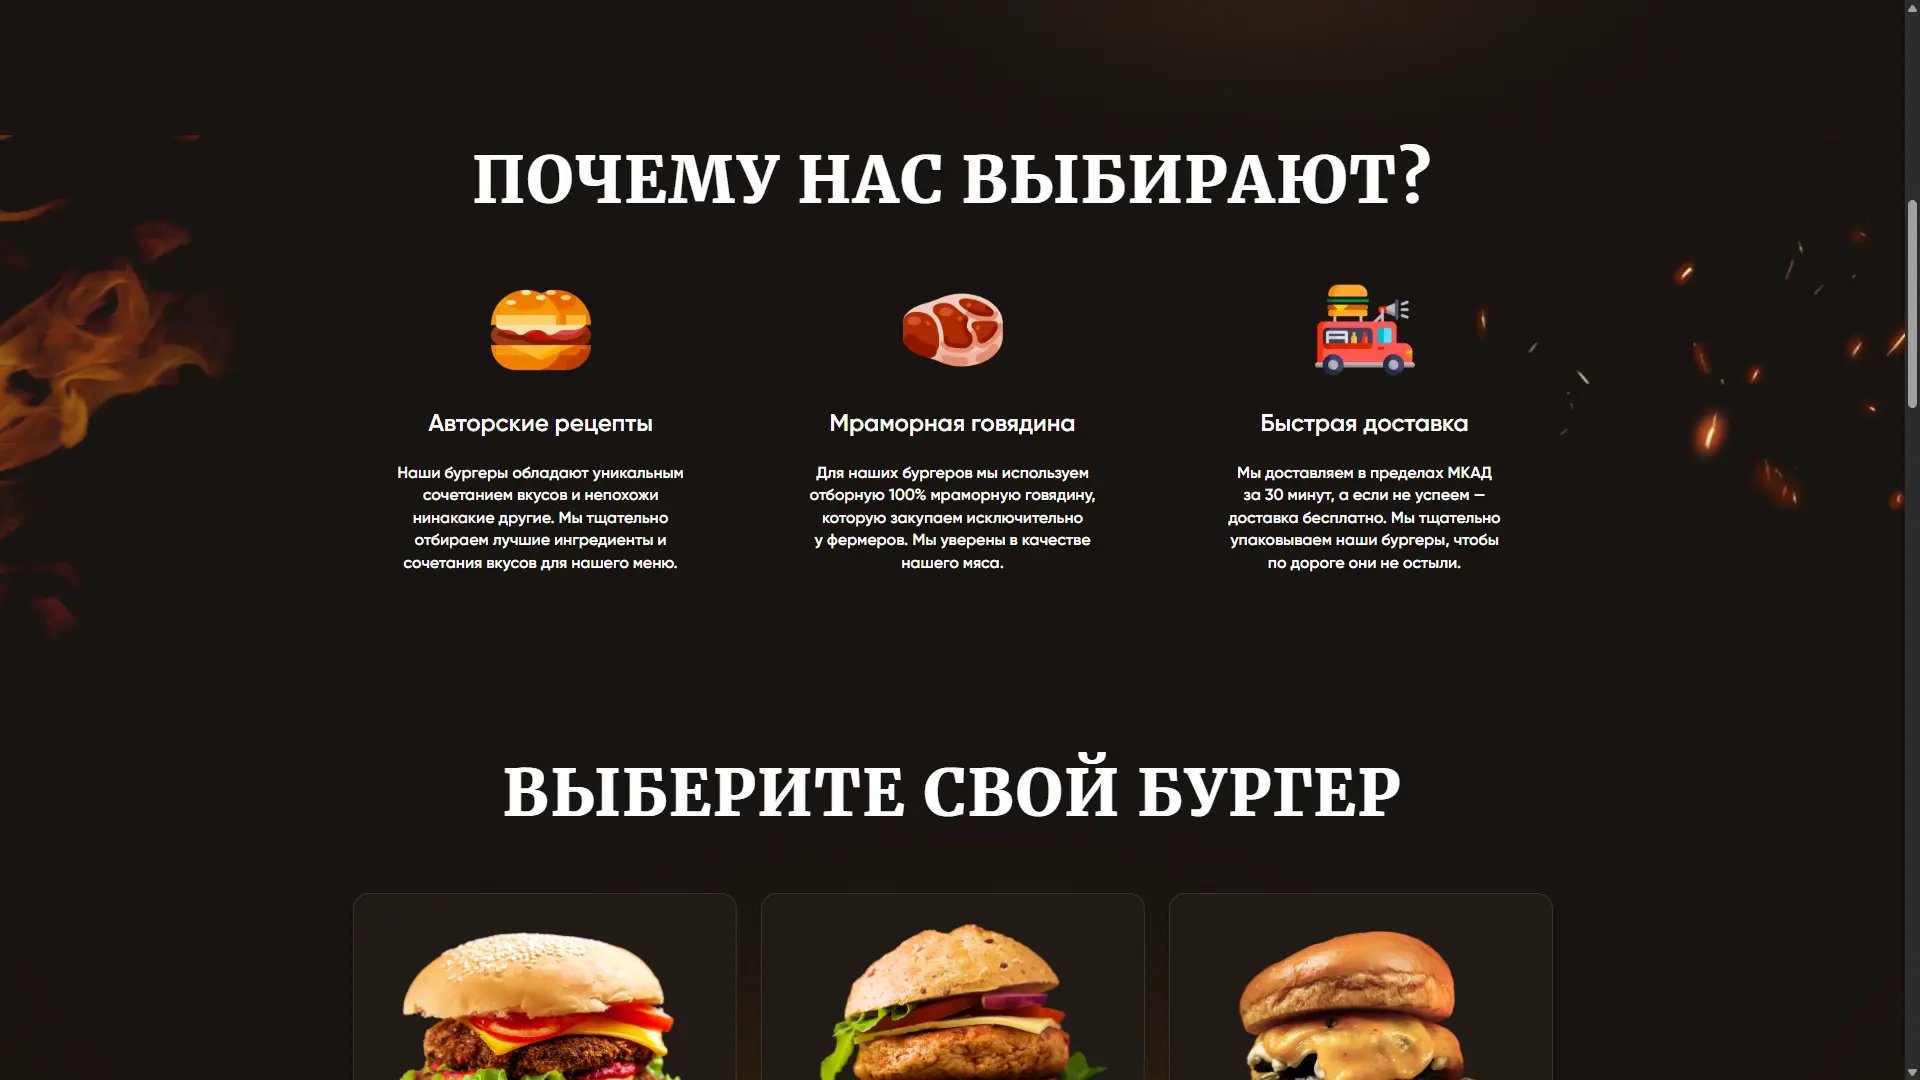 ПОЧЕМУ НАС ВЫБИРАЮТ?
Авторские рецепты
Наши бургеры обладают уникальным
сочетанием вкусов и непохожи
нинакакие другие. Мы тщательно
отбираем лучшие ингредиенты и
сочетания вкусов для нашего меню.
Мраморная говядина
Для наших бургеров мы используем
отборную 100% мраморную говядину,
которую закупаем исключительно
у фермеров. Мы уверены в качестве
нашего мяса.
Быстрая доставка
Мы доставляем в пределах МКАД
за 30 минут, а если не успеем —
доставка бесплатно. Мы тщательно
упаковываем наши бургеры, чтобы
по дороге они не остыли.
ВЫБЕРИТЕ СВОЙ БУРГЕР